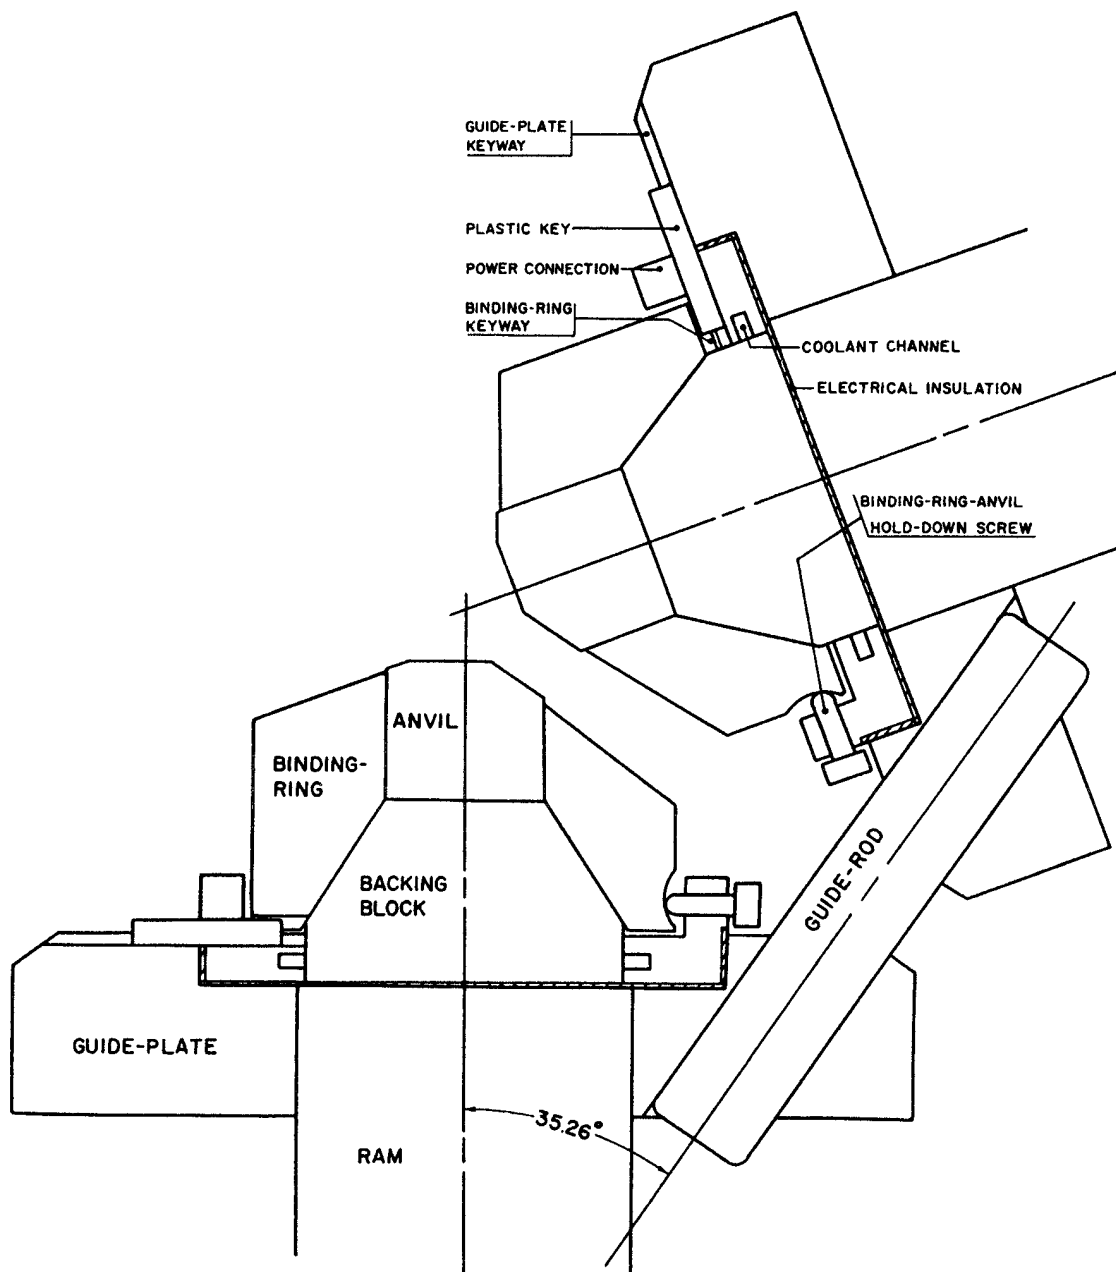 GUIDE-PLATE
KEYWAY
PLASTIC KEY
POWER CONNECTION
BINDING-RING
KEYWAY
COOLANT CHANNEL
ELECTRICAL INSULATION
BINDING-RING-ANVIL
HOLD-DOWN SCREW
ANVIL
BINDING-
RING
BACKING
BLOCK
GUIDE-ROD
GUIDE-PLATE
35.26°
RAM